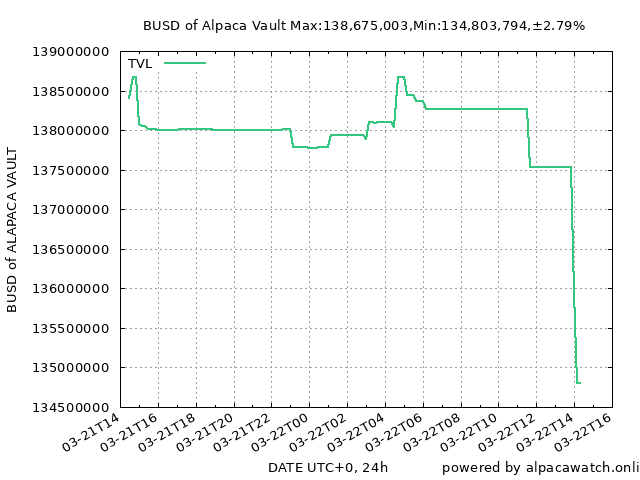 BUSD of Alpaca Vault Max:138,675,003,Min:134,803,794,±2.79%
TVL
139000000
138500000
138000000
137500000
137000000
136500000
136000000
135500000
135000000
134500000
BUSD of ALAPACA VAULT
03-21T14
03-21T16
03-21T18
03-21T20
03-21T22
03-22T00
03-22T02
03-22T04
03-22T06
03-22T08
03-22T10
03-22T12
03-22T14
03-22T16
DATE UTC+0, 24h
powered by alpacawatch.onli